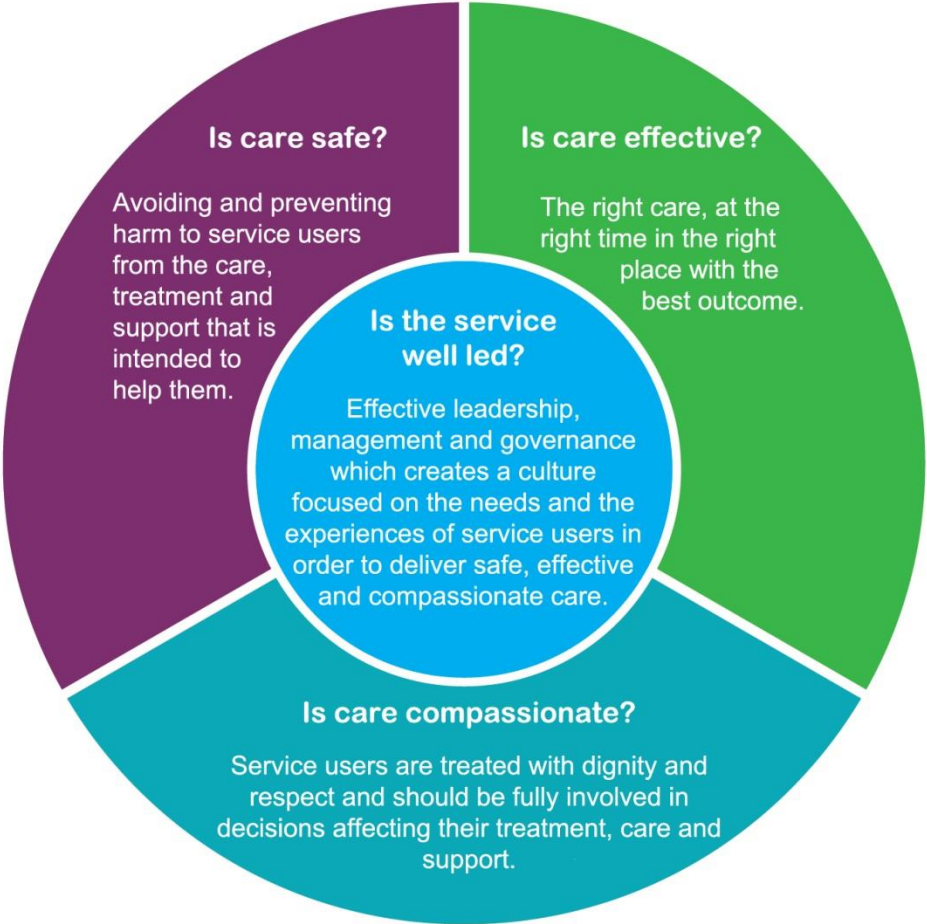 Is care safe?
Avoiding and preventing
harm to service users
from the care,
treatment and
support that is
intended to
help them.
Is care effective?
The right care, at the
right time in the right
place with the
best outcome.
Is the service
well led?
Effective leadership,
management and governance
which creates a culture
focused on the needs and the
experiences of service users in
order to deliver safe, effective
and compassionate care.
Is care compassionate?
Service users are treated with dignity and
respect and should be fully involved in
decisions affecting their treatment, care and
support.